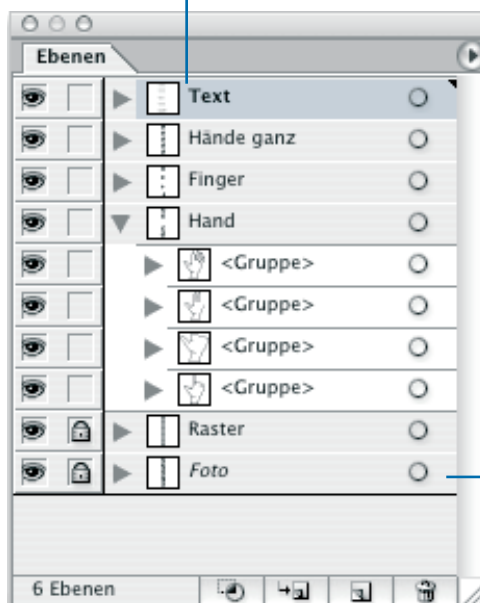 Ebenen
Text
Hände ganz
Finger
Hand
<Gruppe>
<Gruppe>
<Gruppe>
<Gruppe>
Raster
Foto
6 Ebenen